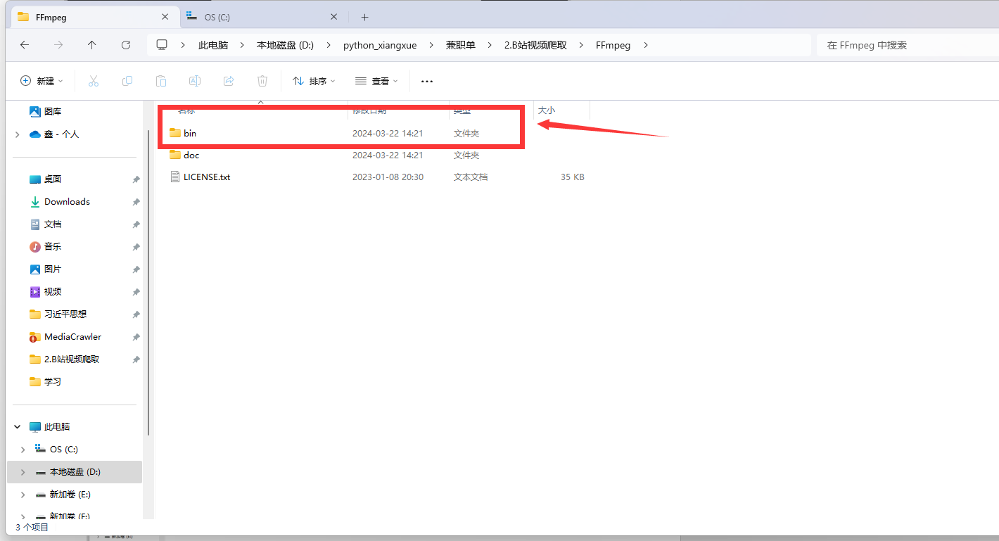 FFmpeg
OS (C:)
此电脑 本地磁盘 (D:) python_xiangxue 兼职单 2.B站视频爬取 FFmpeg
在 FFmpeg 中搜索
新建 排序 查看
图库
鑫 - 个人
桌面
Downloads
文档
音乐
图片
视频
习近平思想
MediaCrawler
2.B站视频爬取
学习
此电脑
OS (C:)
本地磁盘 (D:)
新加卷 (E:)
新加卷 (F:)
名称 修改日期 类型 大小
bin 2024-03-22 14:21 文件夹
doc 2024-03-22 14:21 文件夹
LICENSE.txt 2023-01-08 20:30 文本文档 35 KB
3 个项目